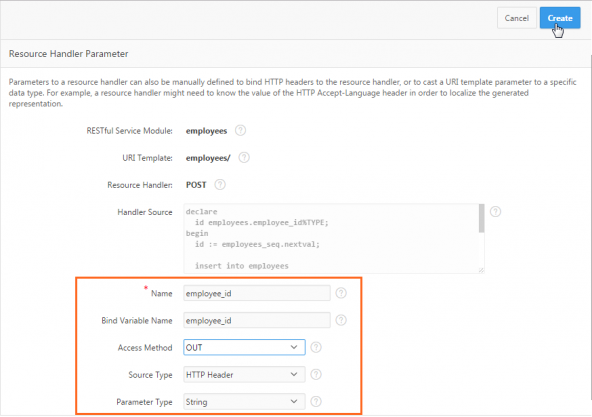 Cancel
Create
Resource Handler Parameter
Parameters to a resource handler can also be manually defined to bind HTTP headers to the resource handler, or to cast a URI template parameter to a specific
data type. For example, a resource handler might need to know the value of the HTTP Accept-Language header in order to localize the generated
representation.
RESTful Service Module: employees ?
URI Template: employees/ ?
Resource Handler: POST ?
Handler Source ?
declare
id employees.employee_id%TYPE;
begin
id := employees_seq.nextval;
insert into employees
* Name employee_id ?
Bind Variable Name employee_id ?
Access Method OUT ?
Source Type HTTP Header ?
Parameter Type String ?